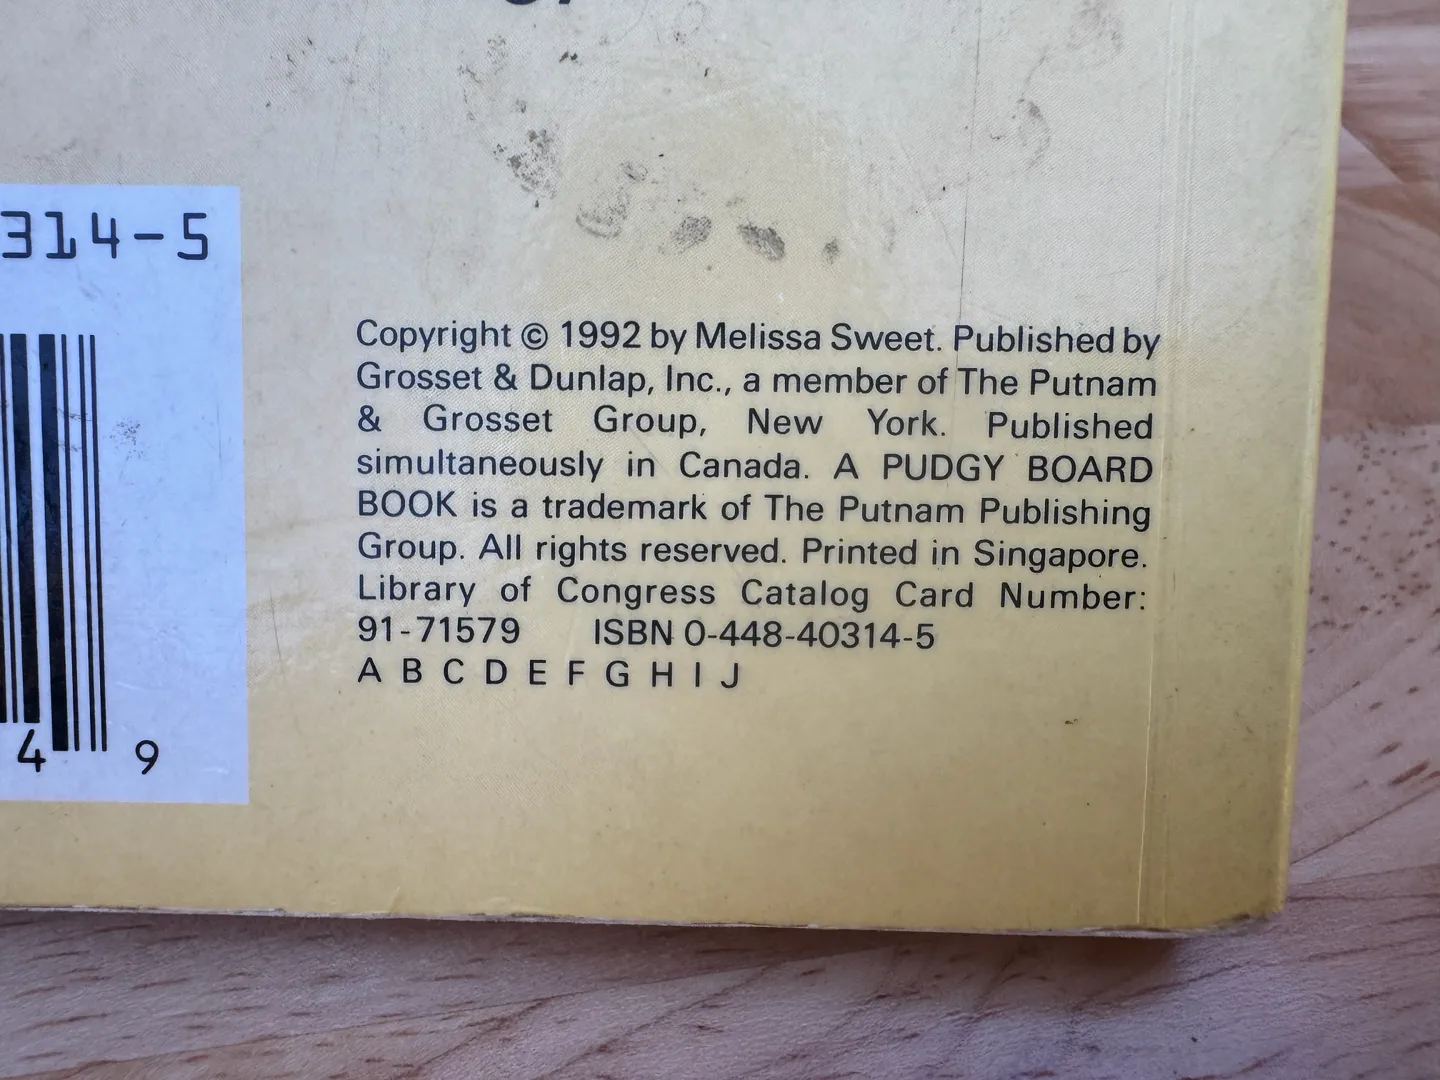 314-5
Copyright © 1992 by Melissa Sweet. Published by
Grosset & Dunlap, Inc., a member of The Putnam
& Grosset Group, New York. Published
simultaneously in Canada. A PUDGY BOARD
BOOK is a trademark of The Putnam Publishing
Group. All rights reserved. Printed in Singapore.
Library of Congress Catalog Card Number:
91-71579 ISBN 0-448-40314-5
A B C D E F G H I J
4 9